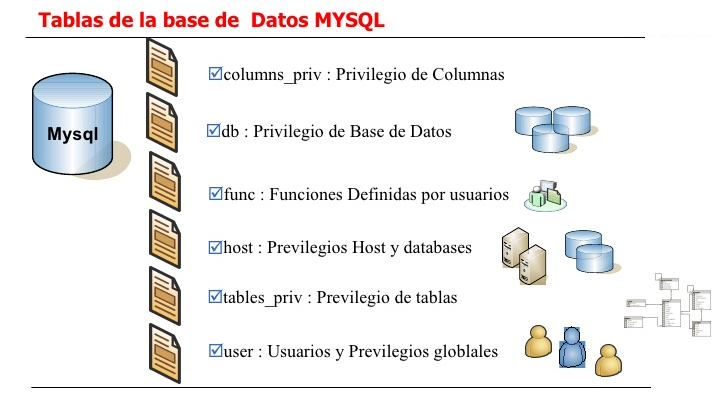 Tablas de la base de Datos MYSQL
Mysql
columns_priv : Privilegio de Columnas
db : Privilegio de Base de Datos
func : Funciones Definidas por usuarios
host : Previlegios Host y databases
tables_priv : Previlegio de tablas
user : Usuarios y Previlegios globlales